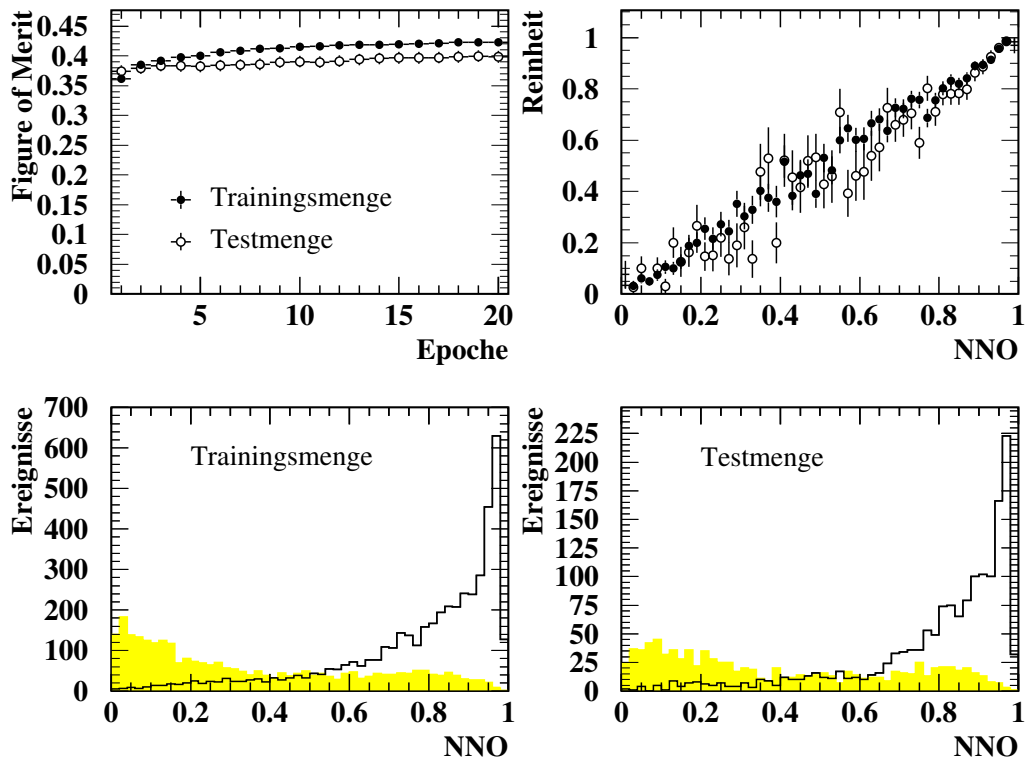 Figure of Merit
0.45
0.4
0.35
0.3
0.25
0.2
0.15
0.1
0.05
0
Trainingsmenge
Testmenge
5 10 15 20
Epoche
Reinheit
1
0.8
0.6
0.4
0.2
0
0 0.2 0.4 0.6 0.8 1
NNO
Ereignisse
700
600
500
400
300
200
100
0
Trainingsmenge
0 0.2 0.4 0.6 0.8 1
NNO
Ereignisse
225
200
175
150
125
100
75
50
25
0
Testmenge
0 0.2 0.4 0.6 0.8 1
NNO